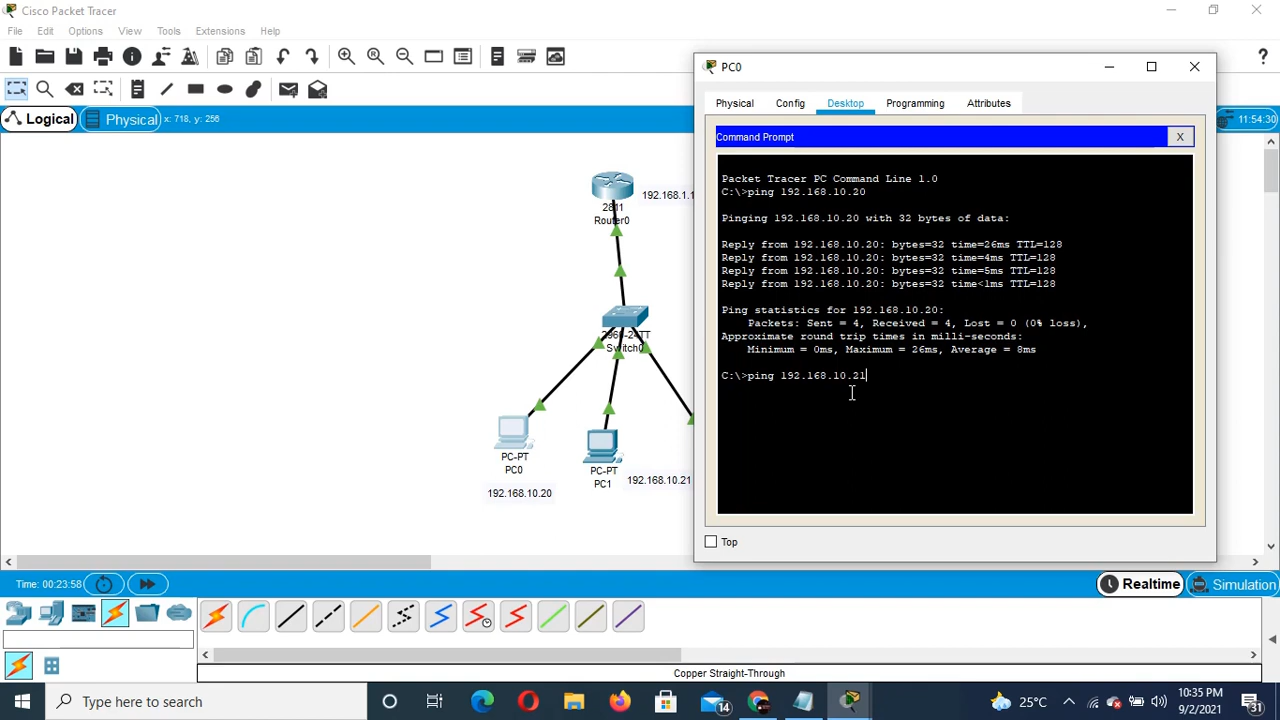 Cisco Packet Tracer
File Edit Options View Tools Extensions Help
Logical Physical x: 718, y: 256
11:54:30
192.168.1.1
2811
Router0
Switch0
PC-PT
PC0
192.168.10.20
PC-PT
PC1
192.168.10.21
PC0
Physical Config Desktop Programming Attributes
Command Prompt
X
Packet Tracer PC Command Line 1.0
C:\>ping 192.168.10.20
Pinging 192.168.10.20 with 32 bytes of data:
Reply from 192.168.10.20: bytes=32 time=26ms TTL=128
Reply from 192.168.10.20: bytes=32 time=4ms TTL=128
Reply from 192.168.10.20: bytes=32 time=5ms TTL=128
Reply from 192.168.10.20: bytes=32 time<1ms TTL=128
Ping statistics for 192.168.10.20:
Packets: Sent = 4, Received = 4, Lost = 0 (0% loss),
Approximate round trip times in milli-seconds:
Minimum = 0ms, Maximum = 26ms, Average = 8ms
C:\>ping 192.168.10.21
Top
Time: 00:23:58
Realtime Simulation
Copper Straight-Through
Type here to search
14
25°C
10:35 PM
9/2/2021
31